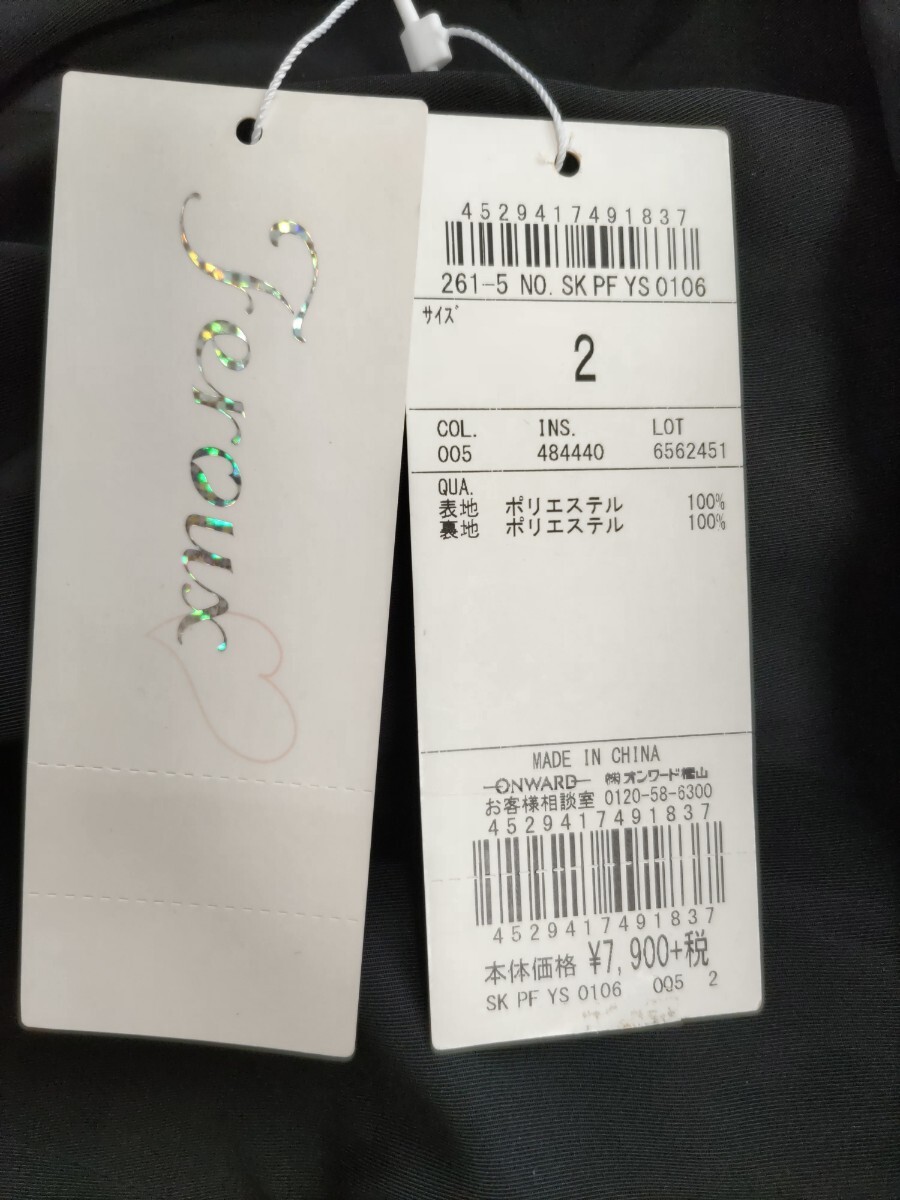 Feroux
4529417491837
261-5 NO. SK PF YS 0106
ｻｲｽﾞ
2
COL. INS. LOT
005 484440 6562451
QUA.
表地 ポリエステル 100%
裏地 ポリエステル 100%
MADE IN CHINA
ONWARD ㈱オンワード樫山
お客様相談室 0120-58-6300
4529417491837
4529417491837
本体価格 ¥7,900+税
SK PF YS 0106 005 2